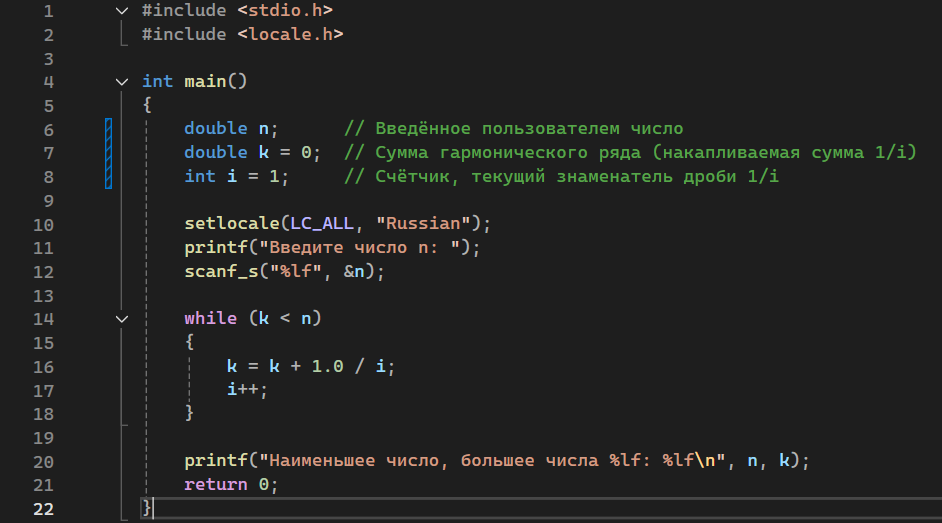 1 #include <stdio.h>
2 #include <locale.h>
3
4 int main()
5 {
6 double n; // Введённое пользователем число
7 double k = 0; // Сумма гармонического ряда (накапливаемая сумма 1/i)
8 int i = 1; // Счётчик, текущий знаменатель дроби 1/i
9
10 setlocale(LC_ALL, "Russian");
11 printf("Введите число n: ");
12 scanf_s("%lf", &n);
13
14 while (k < n)
15 {
16 k = k + 1.0 / i;
17 i++;
18 }
19
20 printf("Наименьшее число, большее числа %lf: %lf\n", n, k);
21 return 0;
22 }